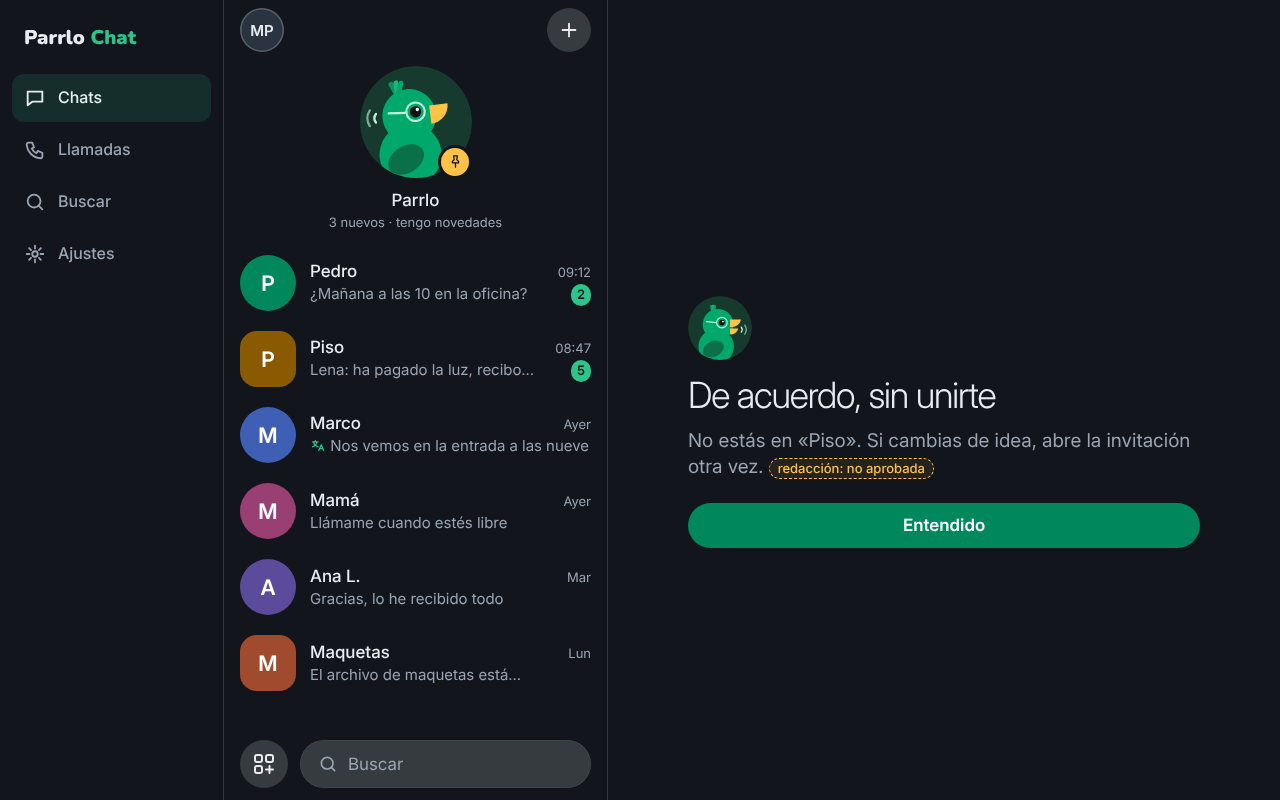 Parrlo Chat
Chats
Llamadas
Buscar
Ajustes
MP
Parrlo
3 nuevos · tengo novedades
P
Pedro
09:12
¿Mañana a las 10 en la oficina?
2
P
Piso
08:47
Lena: ha pagado la luz, recibo…
5
M
Marco
Ayer
Nos vemos en la entrada a las nueve
M
Mamá
Ayer
Llámame cuando estés libre
A
Ana L.
Mar
Gracias, lo he recibido todo
M
Maquetas
Lun
El archivo de maquetas está…
Buscar
De acuerdo, sin unirte
No estás en «Piso». Si cambias de idea, abre la invitación
otra vez. redacción: no aprobada
Entendido